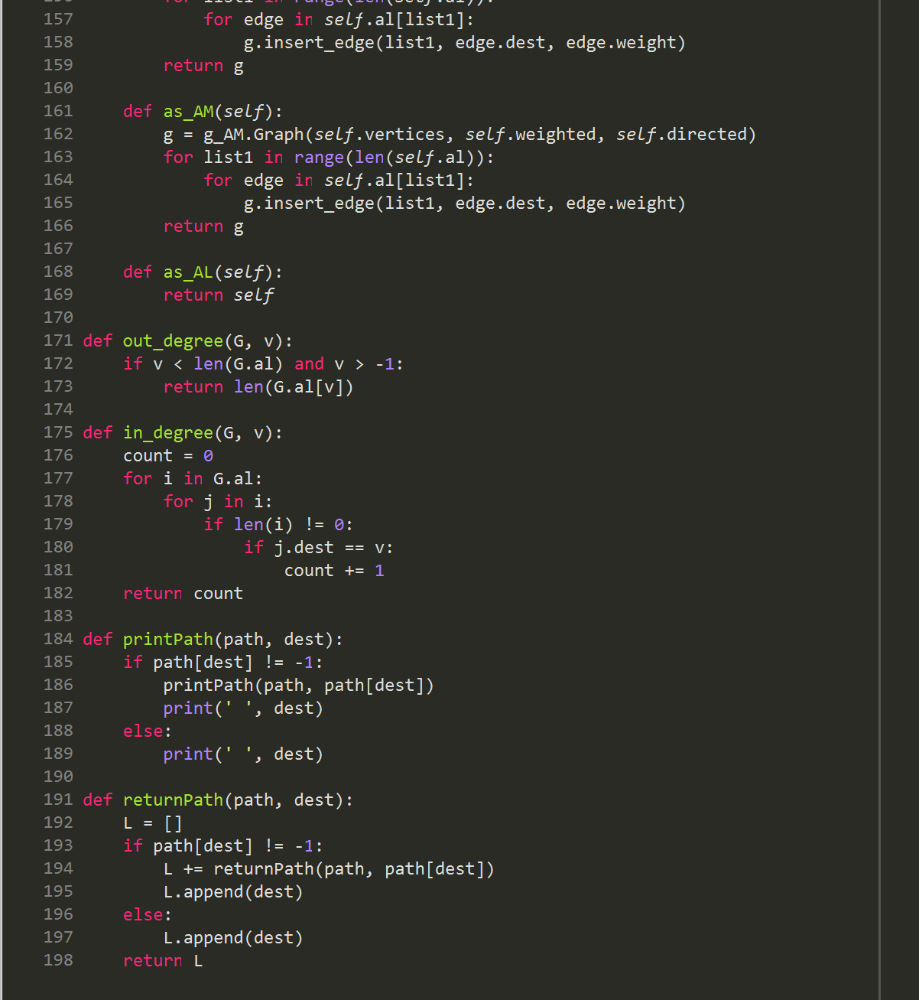 for list1 in range(len(self.al)):
157 for edge in self.al[list1]:
158 g.insert_edge(list1, edge.dest, edge.weight)
159 return g
160
161 def as_AM(self):
162 g = g_AM.Graph(self.vertices, self.weighted, self.directed)
163 for list1 in range(len(self.al)):
164 for edge in self.al[list1]:
165 g.insert_edge(list1, edge.dest, edge.weight)
166 return g
167
168 def as_AL(self):
169 return self
170
171 def out_degree(G, v):
172 if v < len(G.al) and v > -1:
173 return len(G.al[v])
174
175 def in_degree(G, v):
176 count = 0
177 for i in G.al:
178 for j in i:
179 if len(i) != 0:
180 if j.dest == v:
181 count += 1
182 return count
183
184 def printPath(path, dest):
185 if path[dest] != -1:
186 printPath(path, path[dest])
187 print(' ', dest)
188 else:
189 print(' ', dest)
190
191 def returnPath(path, dest):
192 L = []
193 if path[dest] != -1:
194 L += returnPath(path, path[dest])
195 L.append(dest)
196 else:
197 L.append(dest)
198 return L